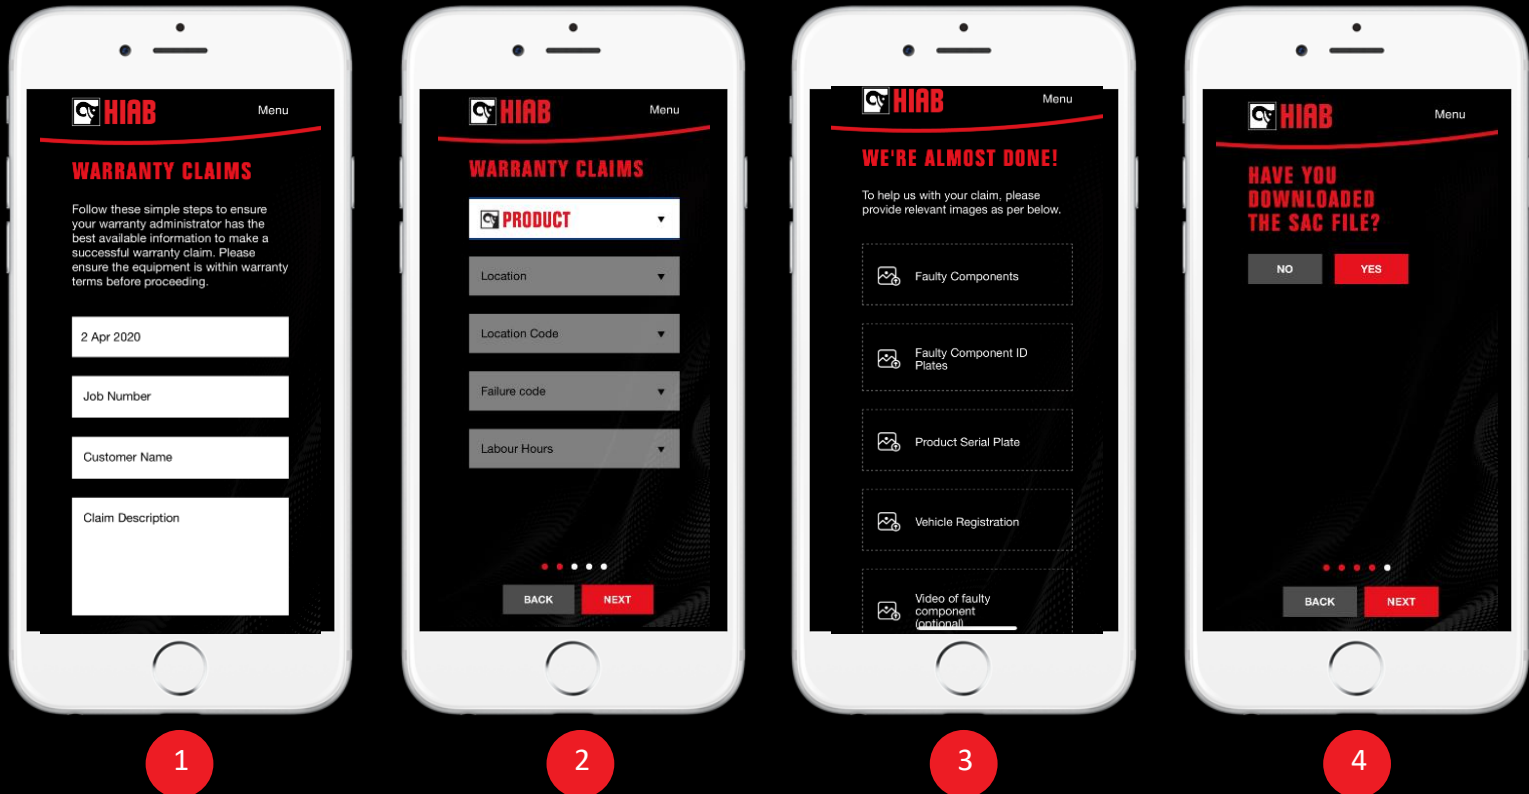 HIAB
Menu
WARRANTY CLAIMS
Follow these simple steps to ensure
your warranty administrator has the
best available information to make a
successful warranty claim. Please
ensure the equipment is within warranty
terms before proceeding.
2 Apr 2020
Job Number
Customer Name
Claim Description
1
HIAB
Menu
WARRANTY CLAIMS
PRODUCT
Location
Location Code
Failure code
Labour Hours
BACK
NEXT
2
HIAB
Menu
WE'RE ALMOST DONE!
To help us with your claim, please
provide relevant images as per below.
Faulty Components
Faulty Component ID
Plates
Product Serial Plate
Vehicle Registration
Video of faulty
component
(optional)
3
HIAB
Menu
HAVE YOU
DOWNLOADED
THE SAC FILE?
NO
YES
BACK
NEXT
4